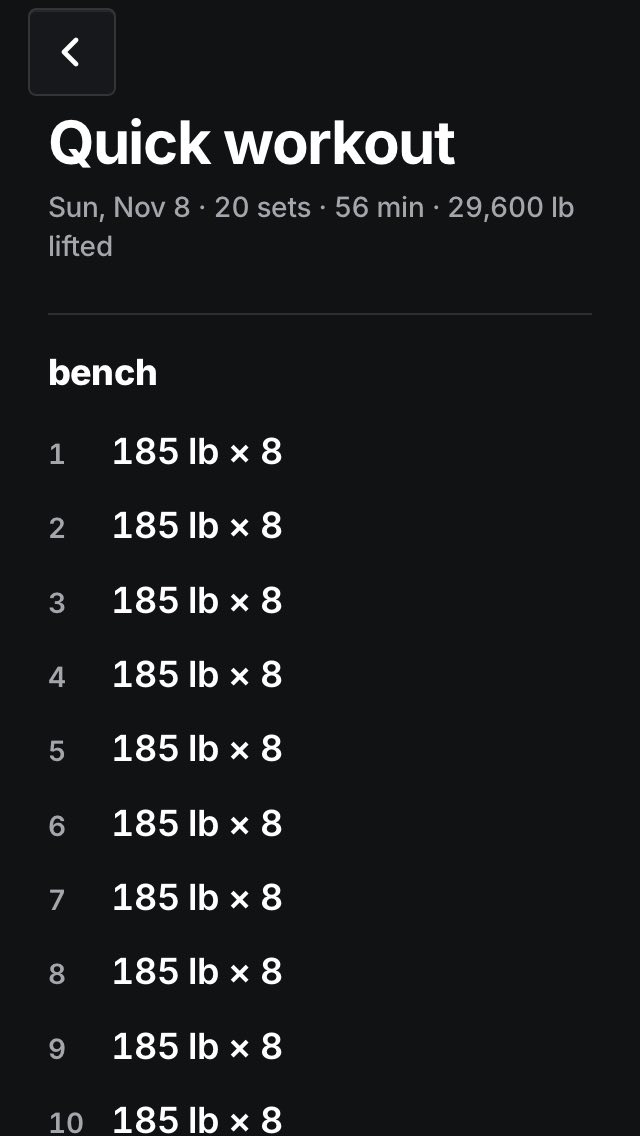 Quick workout
Sun, Nov 8 · 20 sets · 56 min · 29,600 lb
lifted
bench
1 185 lb × 8
2 185 lb × 8
3 185 lb × 8
4 185 lb × 8
5 185 lb × 8
6 185 lb × 8
7 185 lb × 8
8 185 lb × 8
9 185 lb × 8
10 185 lb × 8